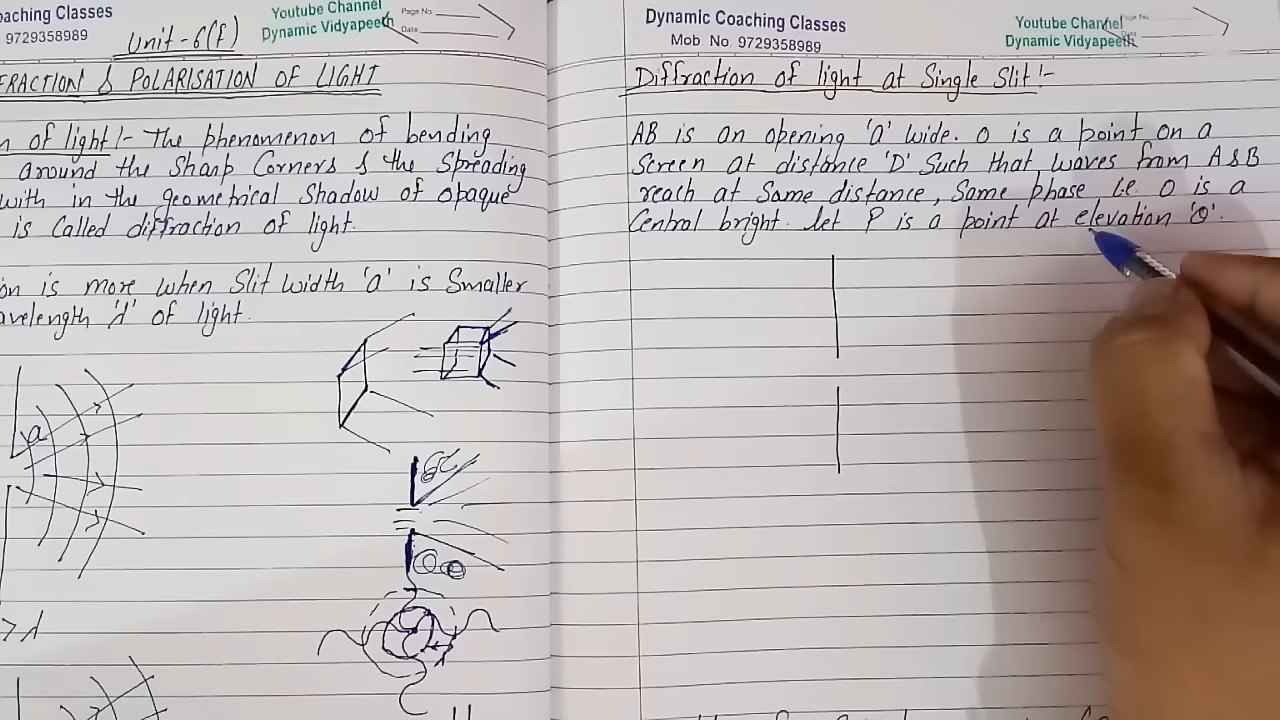 oaching Classes
9729358989
Unit-6(f)
Youtube Channel
Dynamic Vidyapeeth
Page No.
Date
FRACTION & POLARISATION OF LIGHT
n of light!- The phenomenon of bending
around the Sharp Corners & the Spreading
with in the geometrical Shadow of opaque
is Called diffraction of light.
on is more when Slit width 'a' is Smaller
avelength 'λ' of light.
a
> λ
Dynamic Coaching Classes
Mob No. 9729358989
Youtube Channel
Dynamic Vidyapeeth
Diffraction of light at Single Slit!-
AB is an opening 'a' wide. O is a point on a
Screen at distance 'D' Such that waves from A & B
reach at Same distance, Same phase i.e. O is a
Central bright. Let P is a point at elevation 'θ'.